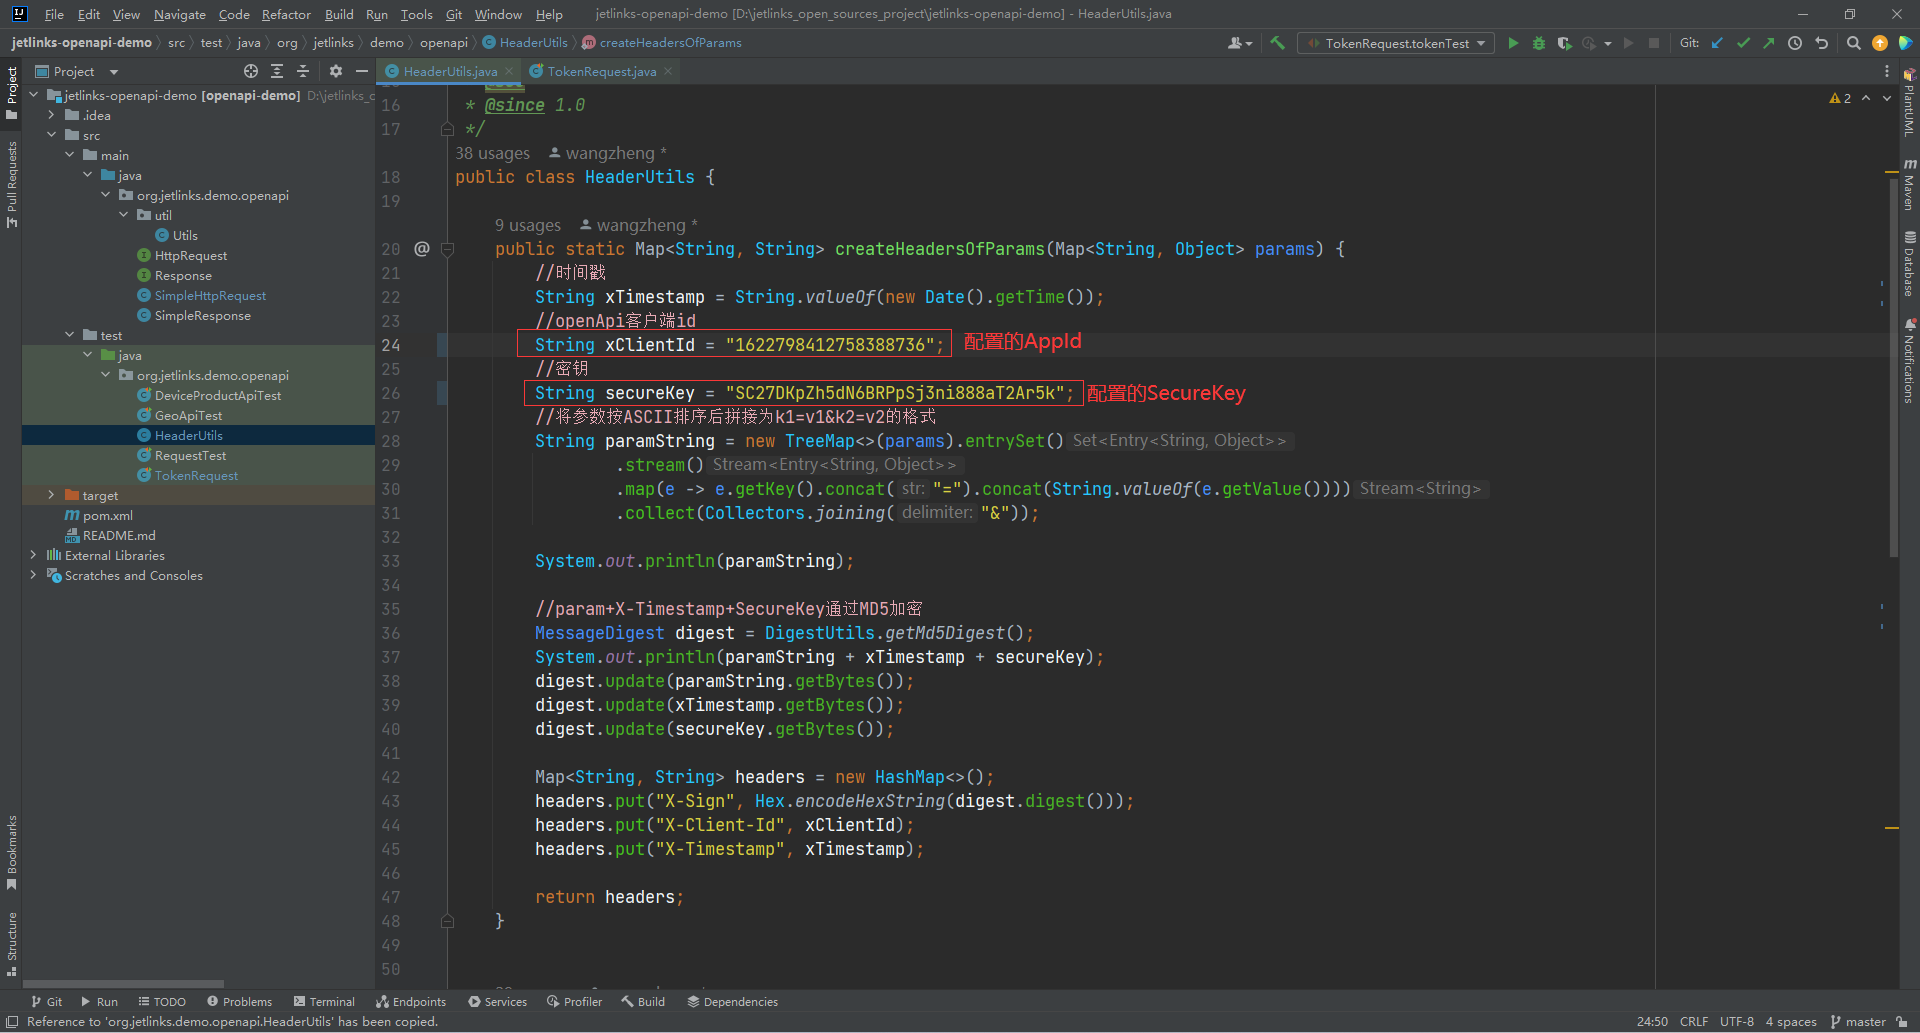 File Edit View Navigate Code Refactor Build Run Tools Git Window Help jetlinks-openapi-demo [D:\jetlinks_open_sources_project\jetlinks-openapi-demo] - HeaderUtils.java
jetlinks-openapi-demo src test java org jetlinks demo openapi HeaderUtils createHeadersOfParams TokenRequest.tokenTest Git:
Project
HeaderUtils.java TokenRequest.java
Project
Pull Requests
Bookmarks
Structure
jetlinks-openapi-demo [openapi-demo] D:\jetlinks_o
.idea
src
main
java
org.jetlinks.demo.openapi
util
Utils
HttpRequest
Response
SimpleHttpRequest
SimpleResponse
test
java
org.jetlinks.demo.openapi
DeviceProductApiTest
GeoApiTest
HeaderUtils
RequestTest
TokenRequest
target
pom.xml
README.md
External Libraries
Scratches and Consoles
2
16 * @since 1.0
17 */
38 usages wangzheng *
18 public class HeaderUtils {
19
9 usages wangzheng *
20 @ public static Map<String, String> createHeadersOfParams(Map<String, Object> params) {
21 //时间戳
22 String xTimestamp = String.valueOf(new Date().getTime());
23 //openApi客户端id
24 String xClientId = "1622798412758388736"; 配置的AppId
25 //密钥
26 String secureKey = "SC27DKpZh5dN6BRPpSj3ni888aT2Ar5k"; 配置的SecureKey
27 //将参数按ASCII排序后拼接为k1=v1&k2=v2的格式
28 String paramString = new TreeMap<>(params).entrySet() Set<Entry<String, Object>>
29 .stream() Stream<Entry<String, Object>>
30 .map(e -> e.getKey().concat( str: "=").concat(String.valueOf(e.getValue()))) Stream<String>
31 .collect(Collectors.joining( delimiter: "&"));
32
33 System.out.println(paramString);
34
35 //param+X-Timestamp+SecureKey通过MD5加密
36 MessageDigest digest = DigestUtils.getMd5Digest();
37 System.out.println(paramString + xTimestamp + secureKey);
38 digest.update(paramString.getBytes());
39 digest.update(xTimestamp.getBytes());
40 digest.update(secureKey.getBytes());
41
42 Map<String, String> headers = new HashMap<>();
43 headers.put("X-Sign", Hex.encodeHexString(digest.digest()));
44 headers.put("X-Client-Id", xClientId);
45 headers.put("X-Timestamp", xTimestamp);
46
47 return headers;
48 }
49
50
PlantUML
Maven
Database
Notifications
Git Run TODO Problems Terminal Endpoints Services Profiler Build Dependencies
Reference to 'org.jetlinks.demo.openapi.HeaderUtils' has been copied. 24:50 CRLF UTF-8 4 spaces master